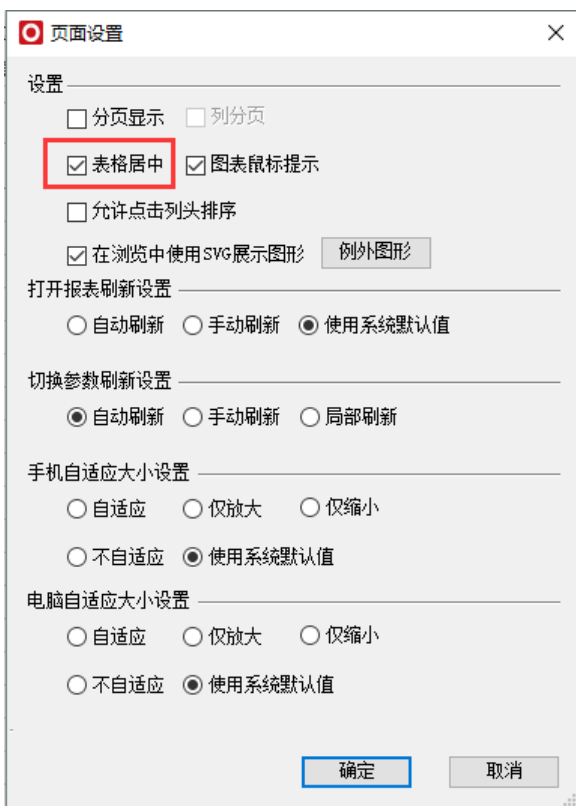 页面设置
设置
分页显示 列分页
表格居中 图表鼠标提示
允许点击列头排序
在浏览中使用SVG展示图形 例外图形
打开报表刷新设置
自动刷新 手动刷新 使用系统默认值
切换参数刷新设置
自动刷新 手动刷新 局部刷新
手机自适应大小设置
自适应 仅放大 仅缩小
不自适应 使用系统默认值
电脑自适应大小设置
自适应 仅放大 仅缩小
不自适应 使用系统默认值
确定 取消